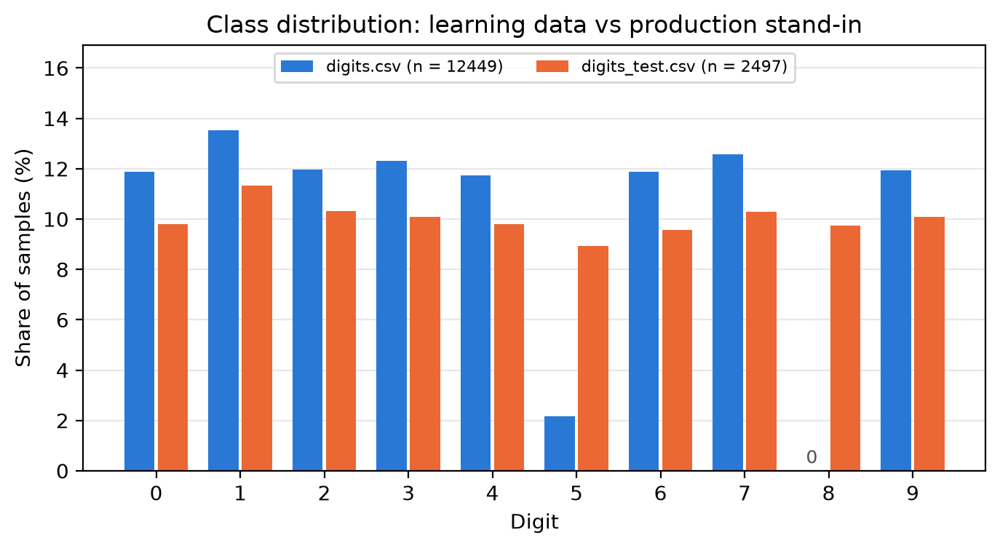 Class distribution: learning data vs production stand-in
digits.csv (n = 12449)
digits_test.csv (n = 2497)
Share of samples (%)
16
14
12
10
8
6
4
2
0
0
0 1 2 3 4 5 6 7 8 9
Digit